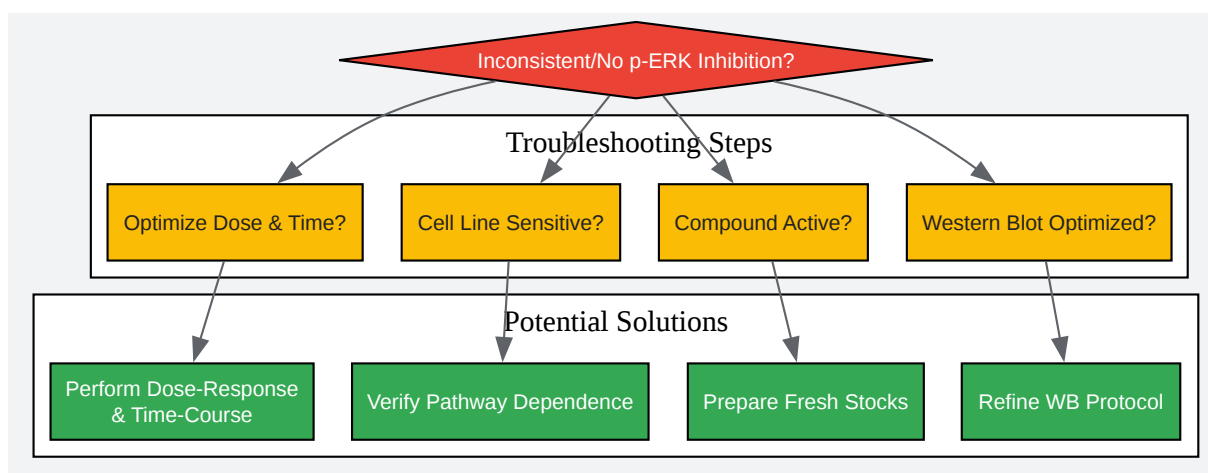 Inconsistent/No p-ERK Inhibition?
Troubleshooting Steps
Optimize Dose & Time?
Cell Line Sensitive?
Compound Active?
Western Blot Optimized?
Potential Solutions
Perform Dose-Response
& Time-Course
Verify Pathway Dependence
Prepare Fresh Stocks
Refine WB Protocol